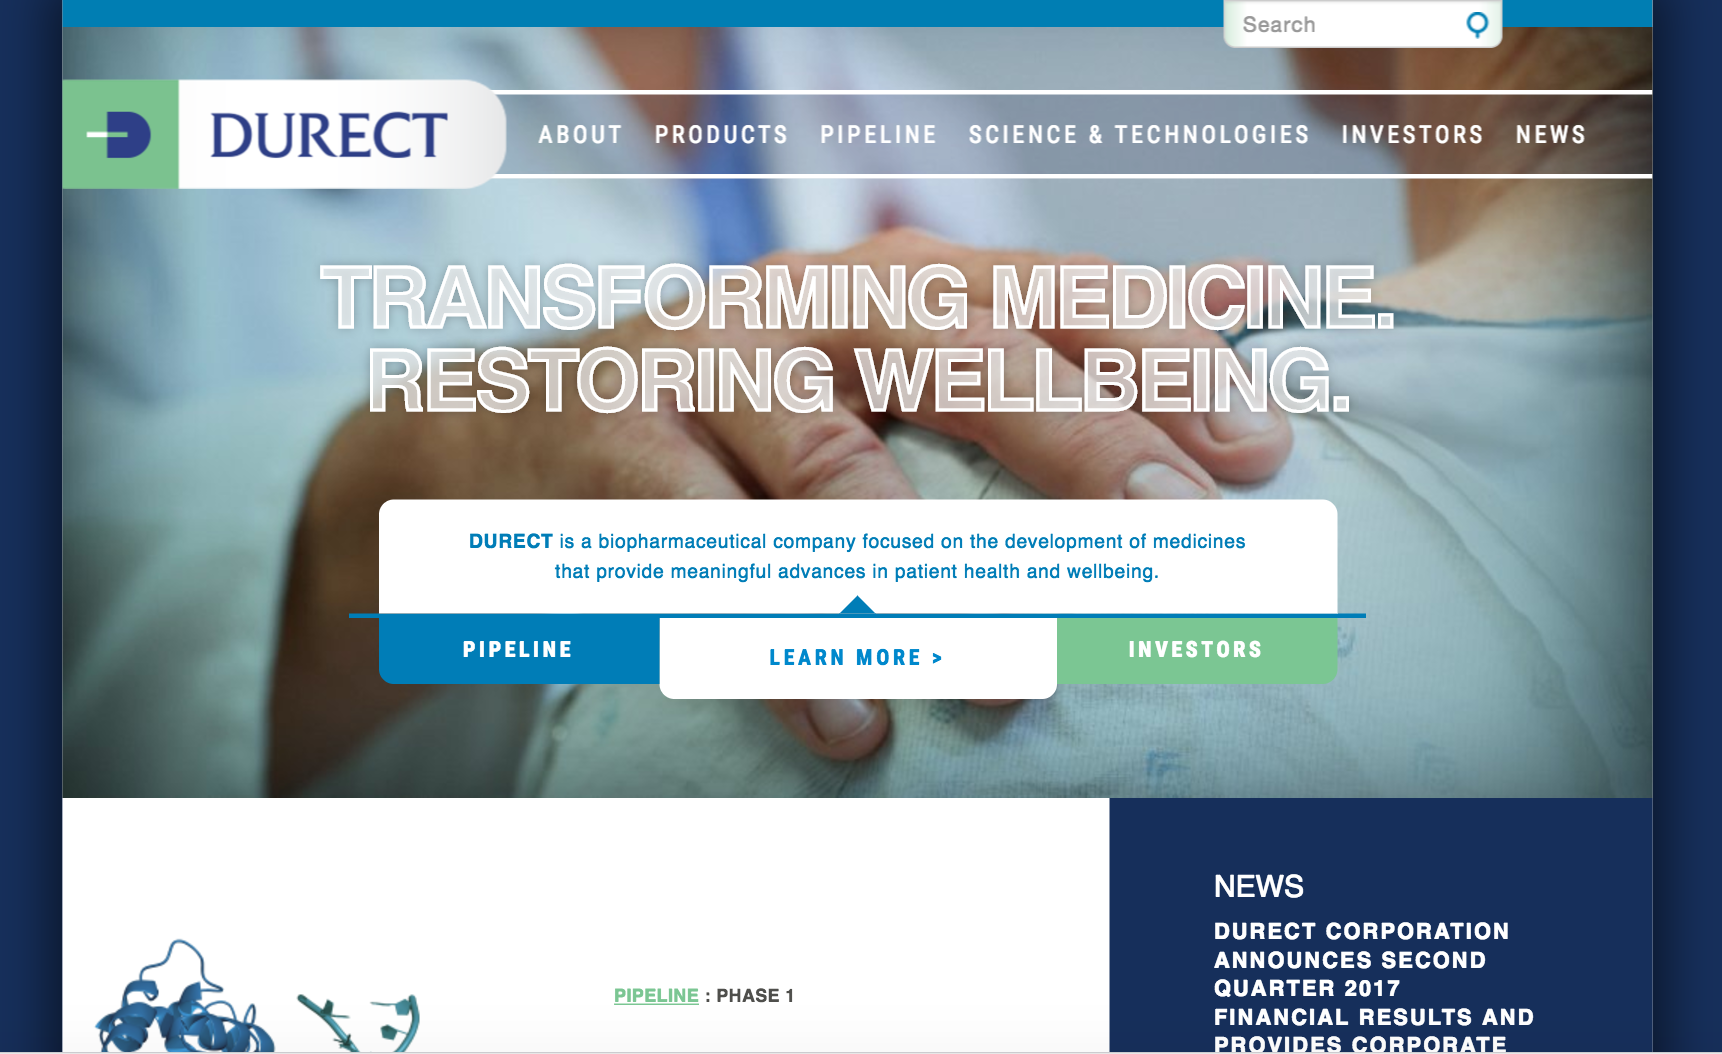 Search
DURECT
ABOUT PRODUCTS PIPELINE SCIENCE & TECHNOLOGIES INVESTORS NEWS
TRANSFORMING MEDICINE.
RESTORING WELLBEING.
DURECT is a biopharmaceutical company focused on the development of medicines
that provide meaningful advances in patient health and wellbeing.
PIPELINE
LEARN MORE >
INVESTORS
PIPELINE : PHASE 1
NEWS
DURECT CORPORATION
ANNOUNCES SECOND
QUARTER 2017
FINANCIAL RESULTS AND
PROVIDES CORPORATE